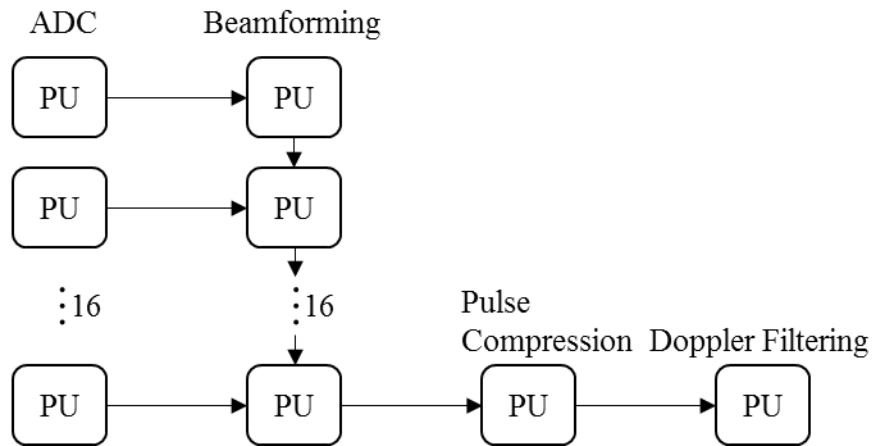 ADC Beamforming
PU PU
PU PU
16 16
Pulse
Compression Doppler Filtering
PU PU PU PU